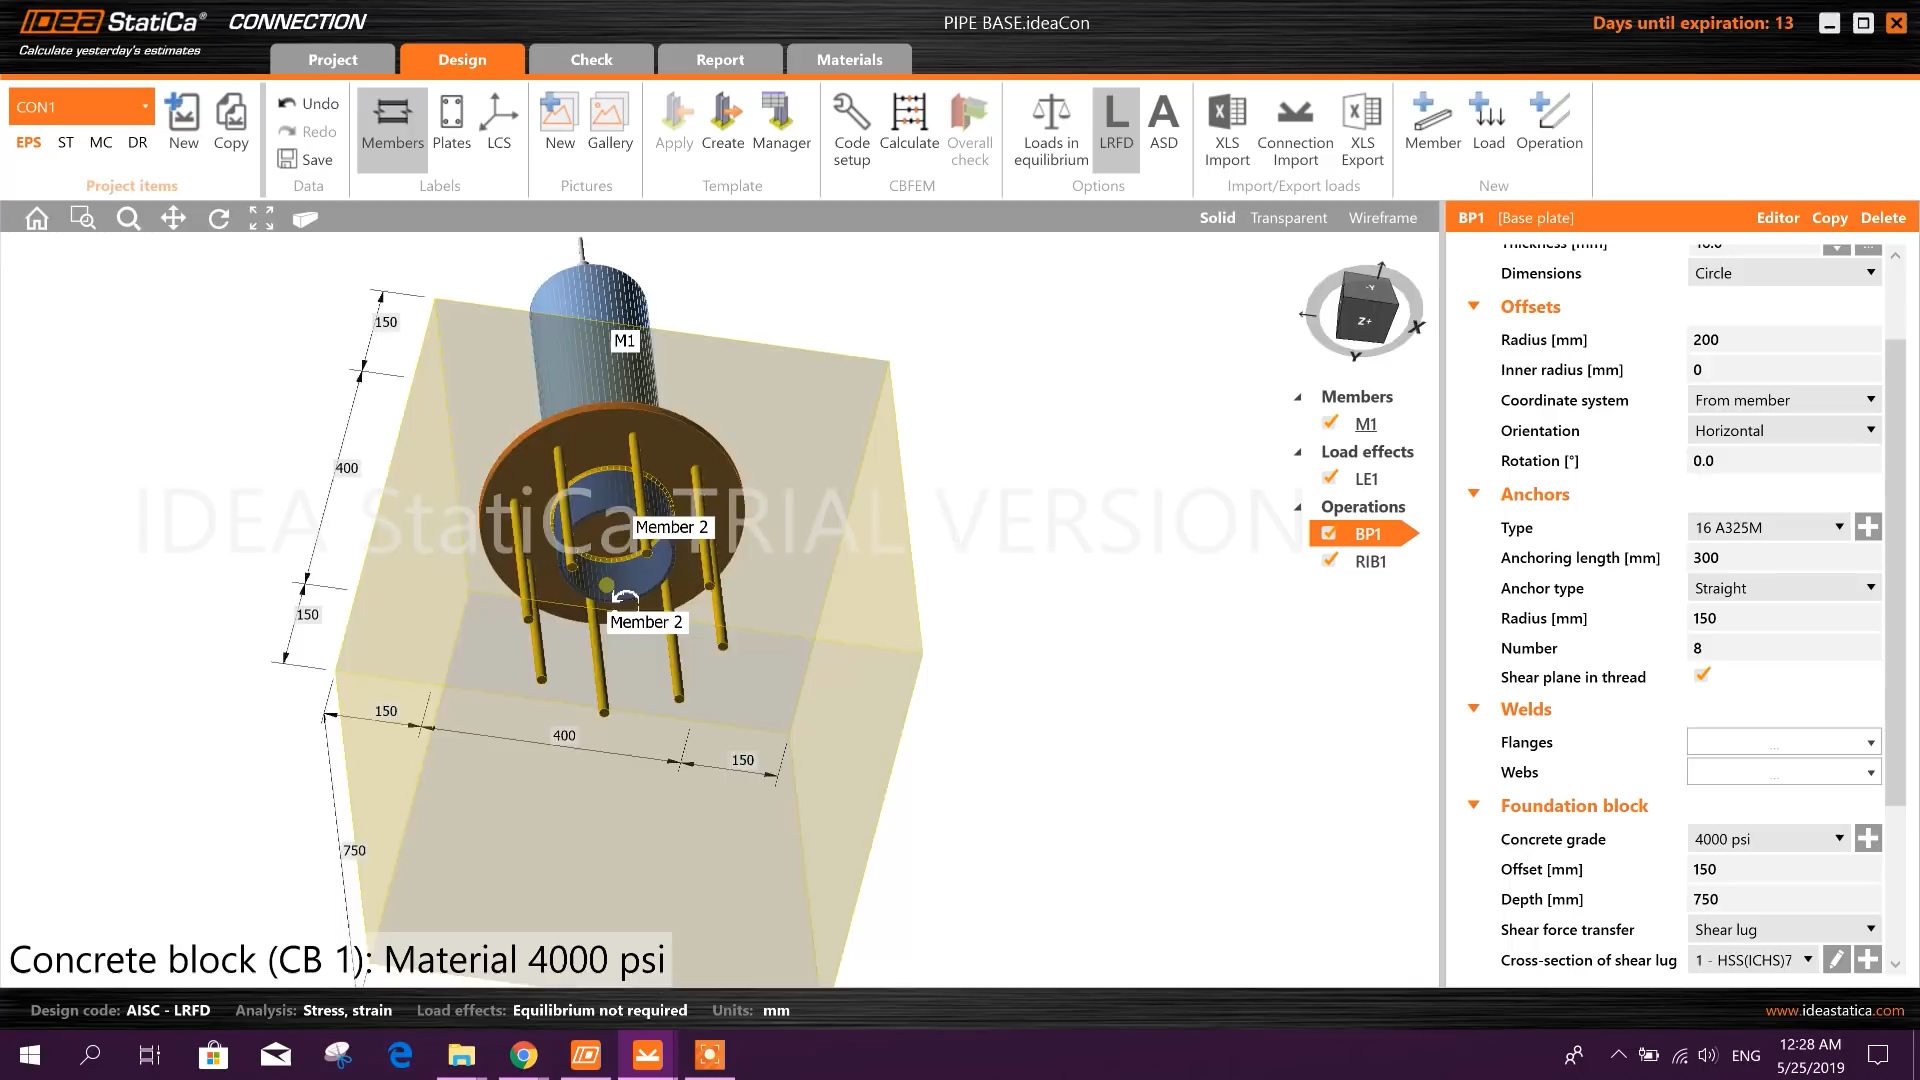 IDEA StatiCa® CONNECTION
Calculate yesterday's estimates
PIPE BASE.ideaCon
Days until expiration: 13
Project
Design
Check
Report
Materials
CON1
EPS ST MC DR
New
Copy
Project items
Undo
Redo
Save
Data
Members
Plates
LCS
Labels
New
Gallery
Pictures
Apply
Create
Manager
Template
Code setup
Calculate
Overall check
CBFEM
Loads in equilibrium
LRFD
ASD
Options
XLS Import
Connection Import
XLS Export
Import/Export loads
Member
Load
Operation
New
Solid Transparent Wireframe
BP1 [Base plate] Editor Copy Delete
150
400
150
150
400
150
750
M1
Member 2
Member 2
IDEA StatiCa TRIAL VERSION
-Y
Z+
X
Y
Members
M1
Load effects
LE1
Operations
BP1
RIB1
Thickness [mm]
Dimensions Circle
Offsets
Radius [mm] 200
Inner radius [mm] 0
Coordinate system From member
Orientation Horizontal
Rotation [°] 0.0
Anchors
Type 16 A325M
Anchoring length [mm] 300
Anchor type Straight
Radius [mm] 150
Number 8
Shear plane in thread
Welds
Flanges ...
Webs ...
Foundation block
Concrete grade 4000 psi
Offset [mm] 150
Depth [mm] 750
Shear force transfer Shear lug
Cross-section of shear lug 1 - HSS(ICHS)7
Concrete block (CB 1): Material 4000 psi
Design code: AISC - LRFD Analysis: Stress, strain Load effects: Equilibrium not required Units: mm
www.ideastatica.com
ENG
12:28 AM
5/25/2019